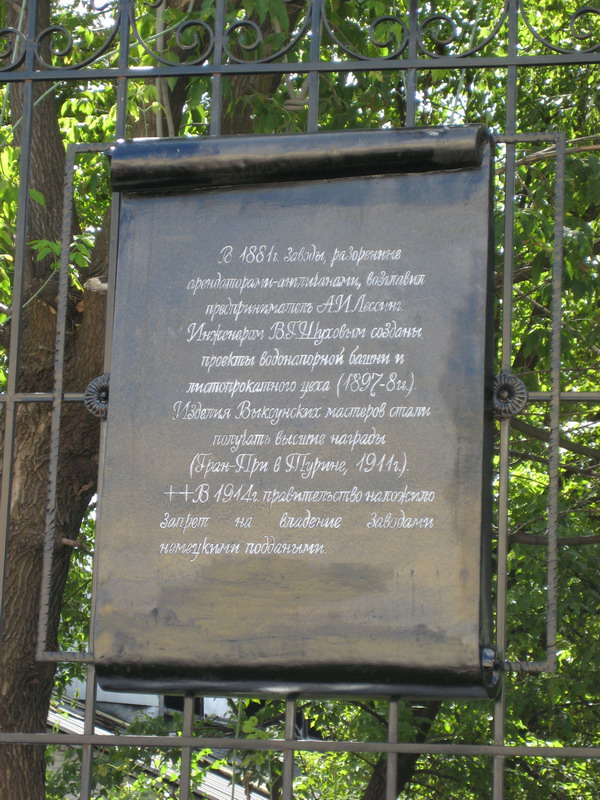 В 1881г. заводы, разоренные
арендаторами-англичанами, возглавил
предприниматель А.И.Лессинг.
Инженером В.Г.Шуховым созданы
проекты водонапорной башни и
листопрокатного цеха (1897-8гг.).
Изделия Выксунских мастеров стали
получать высшие награды
(Гран-При в Турине, 1911г.).
++В 1914г. правительство наложило
запрет на владение заводами
немецкими поддаными.